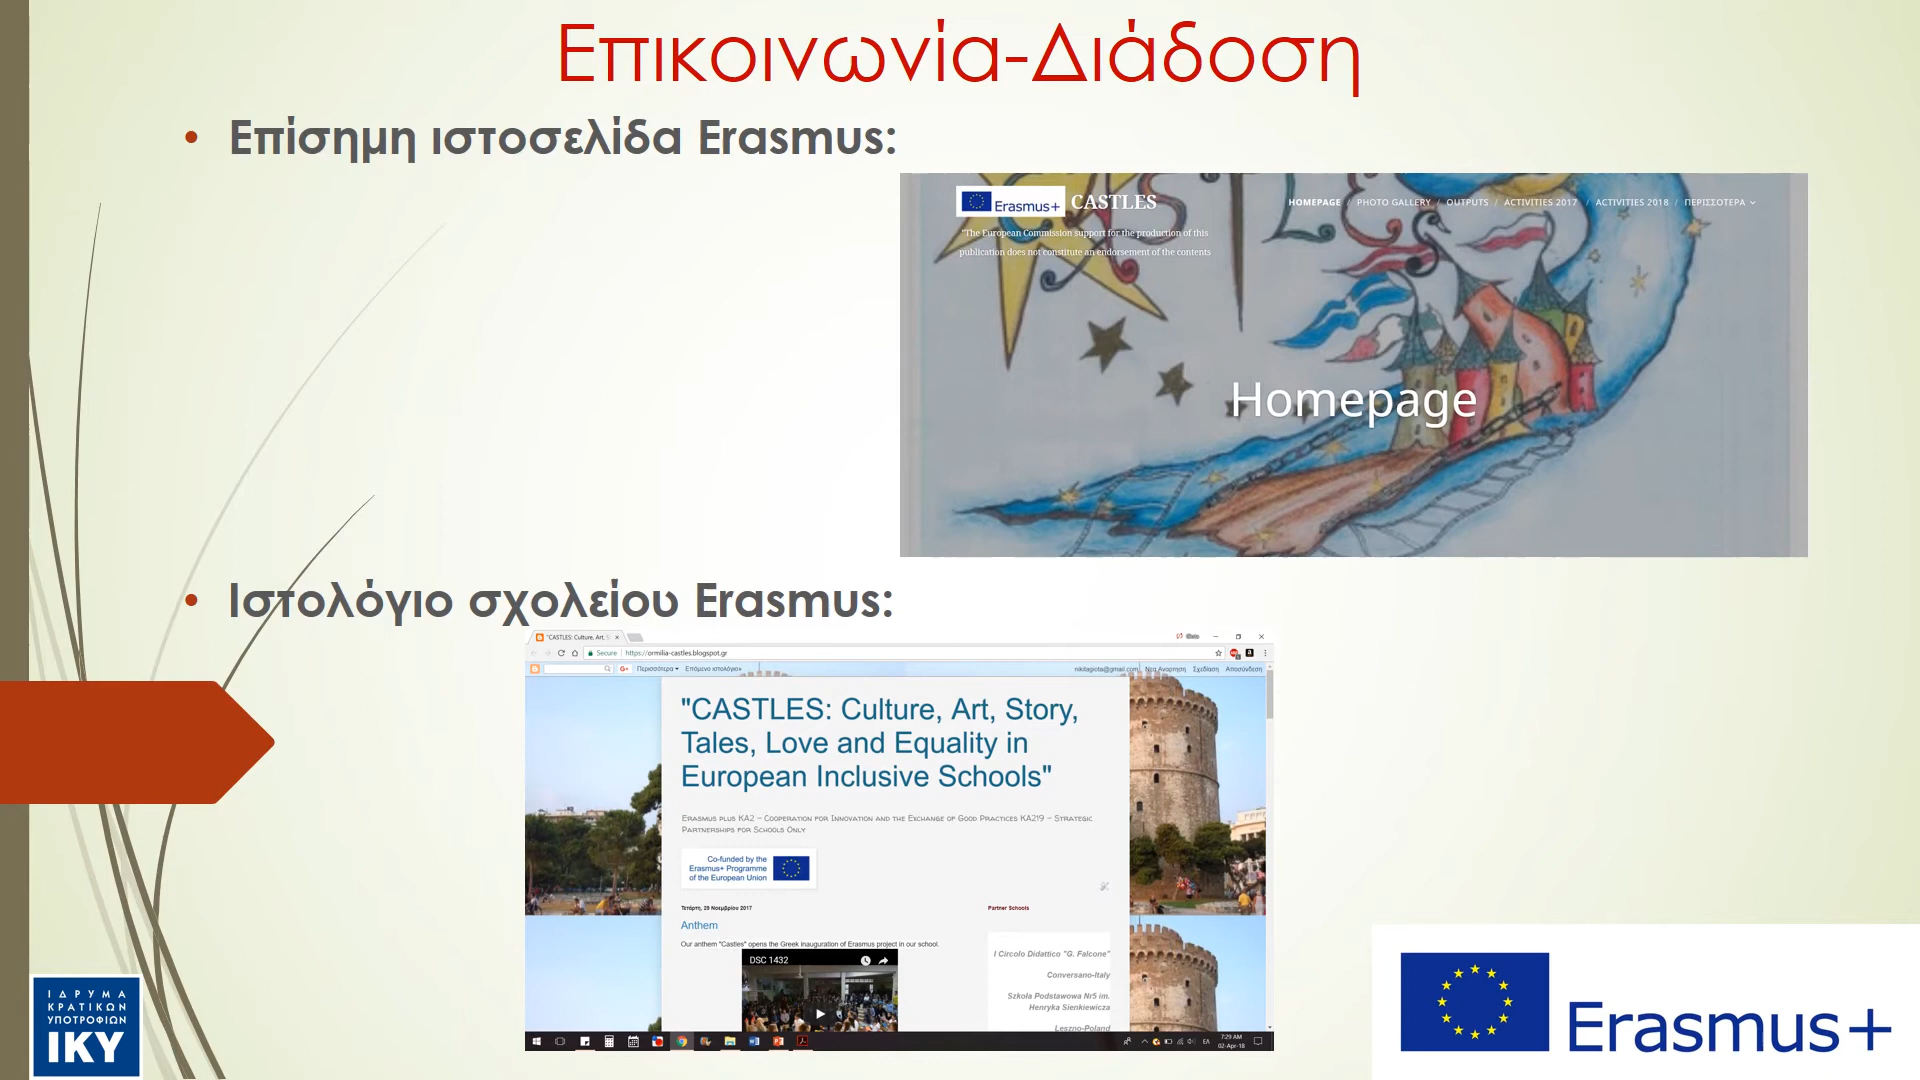 Επικοινωνία-Διάδοση
• Επίσημη ιστοσελίδα Erasmus:
Erasmus+ CASTLES
HOMEPAGE / PHOTO GALLERY / OUTPUTS / ACTIVITIES 2017 / ACTIVITIES 2018 / ΠΕΡΙΣΣΟΤΕΡΑ
"The European Commission support for the production of this
publication does not constitute an endorsement of the contents
Homepage
• Ιστολόγιο σχολείου Erasmus:
"CASTLES: Culture, Art, S
Secure https://ormilia-castles.blogspot.gr
Περισσότερα Επόμενο ιστολόγιο»
nikitagiota@gmail.com Νέα Ανάρτηση Σχεδίαση Αποσύνδεση
"CASTLES: Culture, Art, Story,
Tales, Love and Equality in
European Inclusive Schools"
Erasmus plus KA2 – Cooperation for Innovation and the Exchange of Good Practices KA219 – Strategic
Partnerships for Schools Only
Co-funded by the
Erasmus+ Programme
of the European Union
Τετάρτη, 29 Νοεμβρίου 2017
Anthem
Our anthem "Castles" opens the Greek inauguration of Erasmus project in our school.
DSC 1432
Partner Schools
I Circolo Didattico "G. Falcone"
Conversano-Italy
Szkoła Podstawowa Nr5 im.
Henryka Sienkiewicza
Leszno-Poland
ΕΛ
7:29 AM
02-Apr-18
ΙΔΡΥΜΑ
ΚΡΑΤΙΚΩΝ
ΥΠΟΤΡΟΦΙΩΝ
ΙΚΥ
Erasmus+